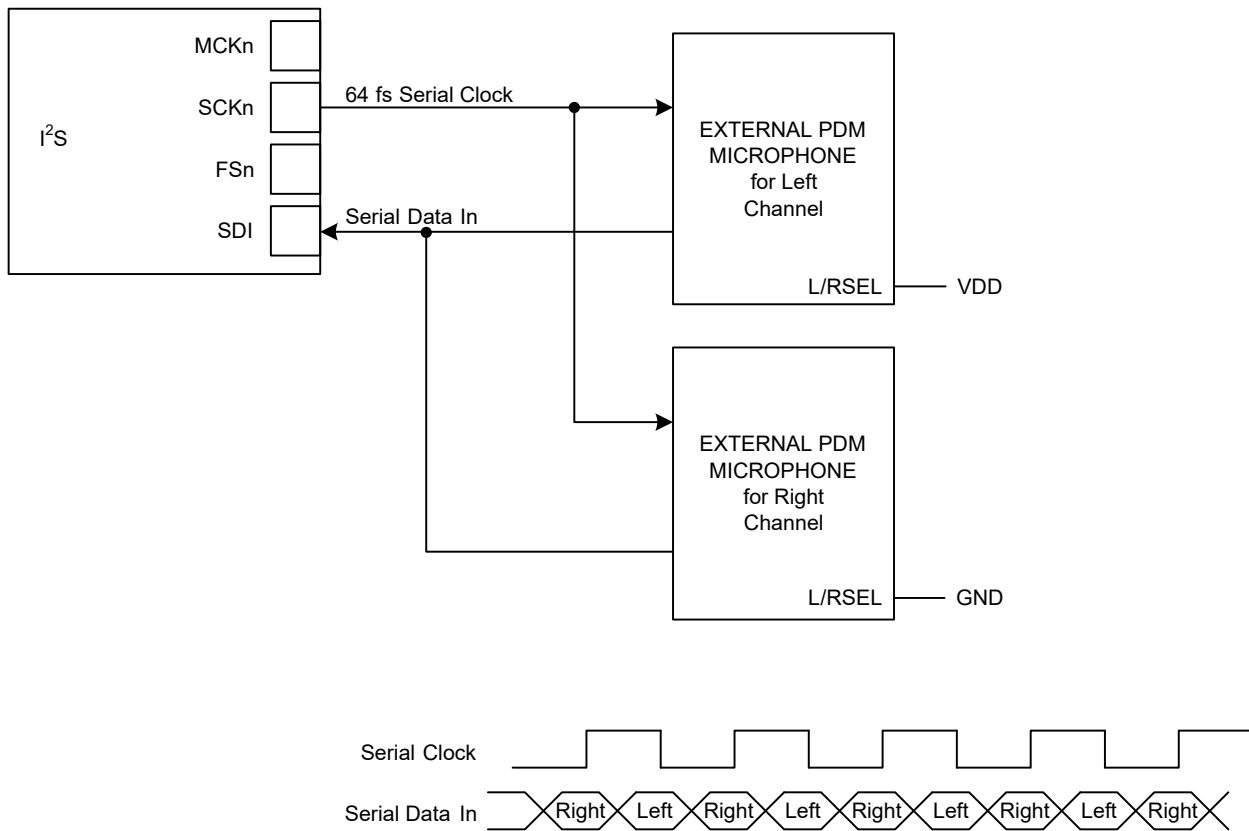 MCKn
SCKn
I²S
FSn
SDI
64 fs Serial Clock
Serial Data In
EXTERNAL PDM
MICROPHONE
for Left
Channel
L/RSEL
VDD
EXTERNAL PDM
MICROPHONE
for Right
Channel
L/RSEL
GND
Serial Clock
Serial Data In
Right Left Right Left Right Left Right Left Right